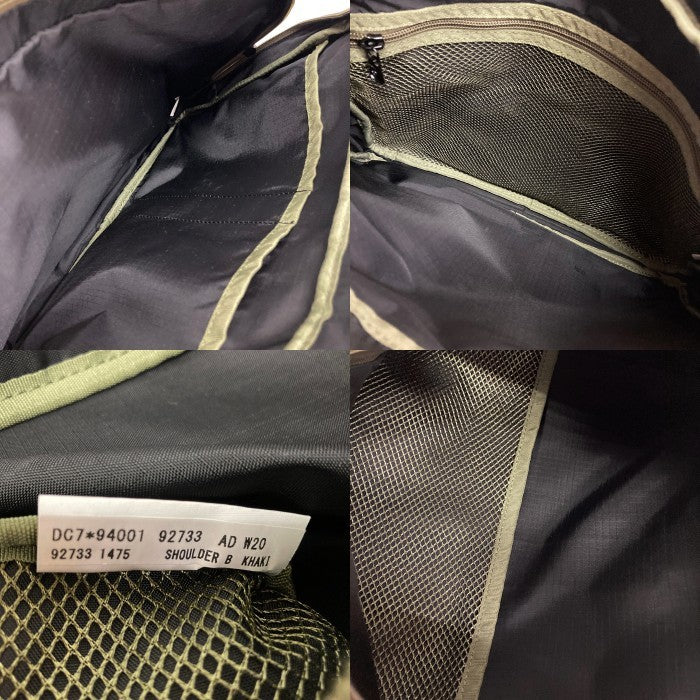 DC7*94001 92733 AD W20
92733 1475 SHOULDER B KHAKI